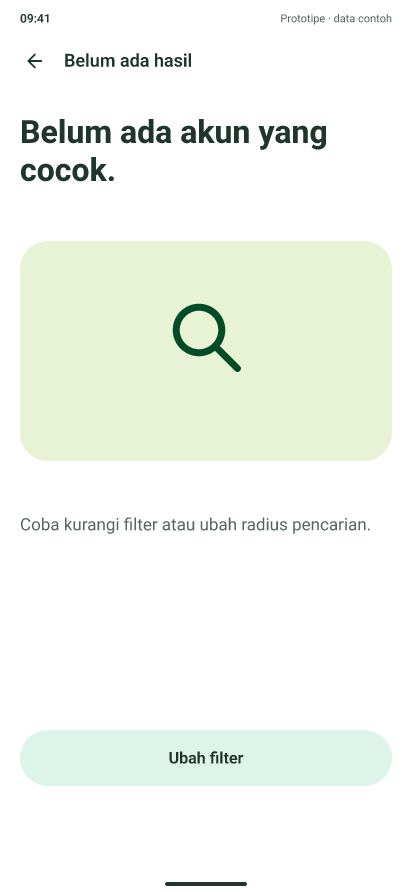 09:41
Prototipe · data contoh
Belum ada hasil
Belum ada akun yang
cocok.
Coba kurangi filter atau ubah radius pencarian.
Ubah filter